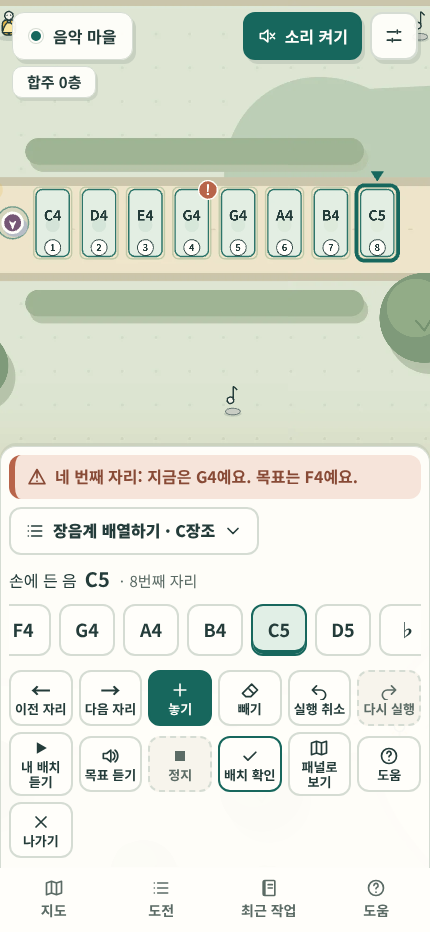 음악 마을
소리 켜기
합주 0층
!
C4 D4 E4 G4 G4 A4 B4 C5
1 2 3 4 5 6 7 8
네 번째 자리: 지금은 G4예요. 목표는 F4예요.
장음계 배열하기 · C장조
손에 든 음 C5 · 8번째 자리
F4 G4 A4 B4 C5 D5 ♭
이전 자리 다음 자리 놓기 빼기 실행 취소 다시 실행
내 배치 듣기 목표 듣기 정지 배치 확인 패널로 보기 도움
나가기
지도 도전 최근 작업 도움